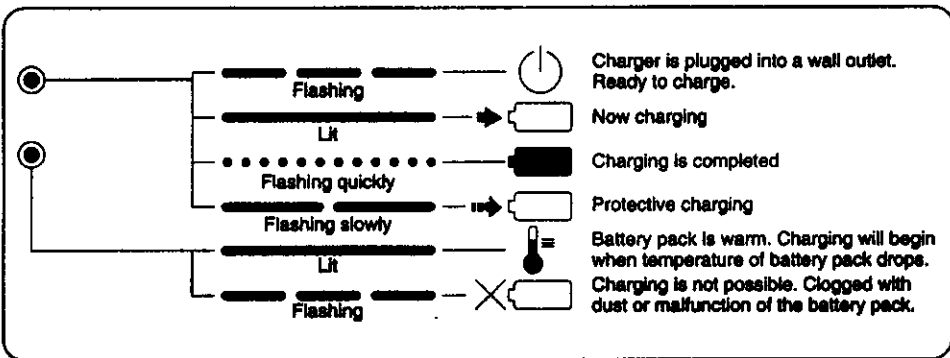 Flashing
Charger is plugged into a wall outlet.
Ready to charge.
Lit
Now charging
Flashing quickly
Charging is completed
Flashing slowly
Protective charging
Lit
Battery pack is warm. Charging will begin
when temperature of battery pack drops.
Flashing
Charging is not possible. Clogged with
dust or malfunction of the battery pack.